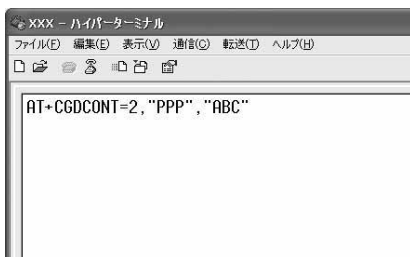 XXX - ハイパーターミナル
ファイル(F) 編集(E) 表示(V) 通信(C) 転送(T) ヘルプ(H)
AT+CGDCONT=2,"PPP","ABC"